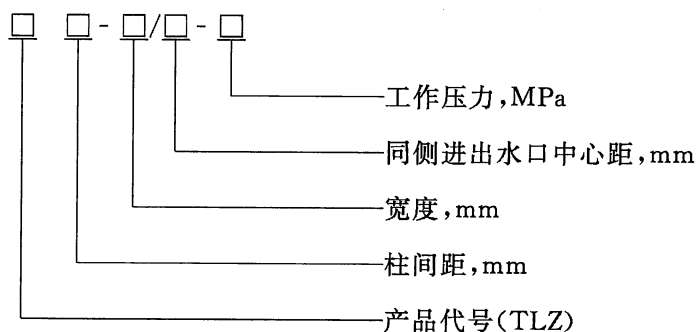 □ □-□/□-□
工作压力,MPa
同侧进出水口中心距,mm
宽度,mm
柱间距,mm
产品代号(TLZ)